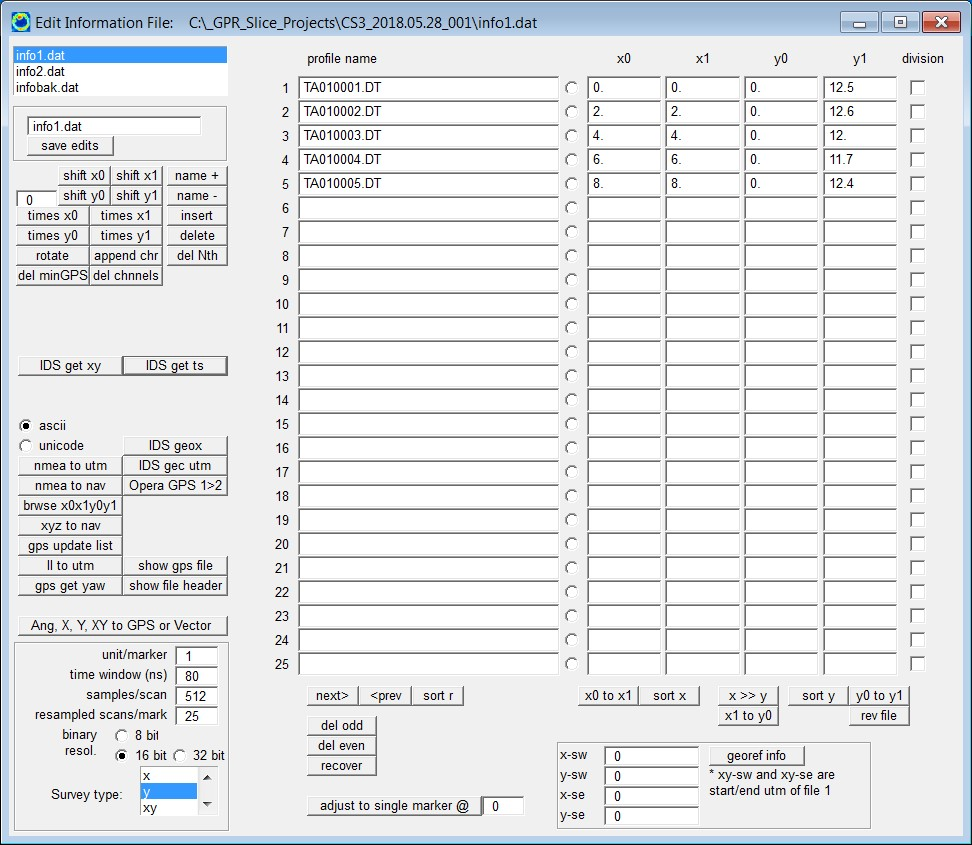 Edit Information File: C:\_GPR_Slice_Projects\CS3_2018.05.28_001\info1.dat
info1.dat
info2.dat
infobak.dat
info1.dat
save edits
shift x0 shift x1 name +
0 shift y0 shift y1 name -
times x0 times x1 insert
times y0 times y1 delete
rotate append chr del Nth
del minGPS del chnnels
IDS get xy IDS get ts
ascii
unicode IDS geox
nmea to utm IDS gec utm
nmea to nav Opera GPS 1>2
brwse x0x1y0y1
xyz to nav
gps update list
ll to utm show gps file
gps get yaw show file header
Ang, X, Y, XY to GPS or Vector
unit/marker 1
time window (ns) 80
samples/scan 512
resampled scans/mark 25
binary resol. 8 bit
16 bit 32 bit
Survey type: x
y
xy
profile name x0 x1 y0 y1 division
1 TA010001.DT 0. 0. 0. 12.5
2 TA010002.DT 2. 2. 0. 12.6
3 TA010003.DT 4. 4. 0. 12.
4 TA010004.DT 6. 6. 0. 11.7
5 TA010005.DT 8. 8. 0. 12.4
6
7
8
9
10
11
12
13
14
15
16
17
18
19
20
21
22
23
24
25
next> <prev sort r x0 to x1 sort x x >> y sort y y0 to y1
x1 to y0 rev file
del odd
del even
recover
adjust to single marker @ 0
x-sw 0 georef info
y-sw 0 * xy-sw and xy-se are
x-se 0 start/end utm of file 1
y-se 0